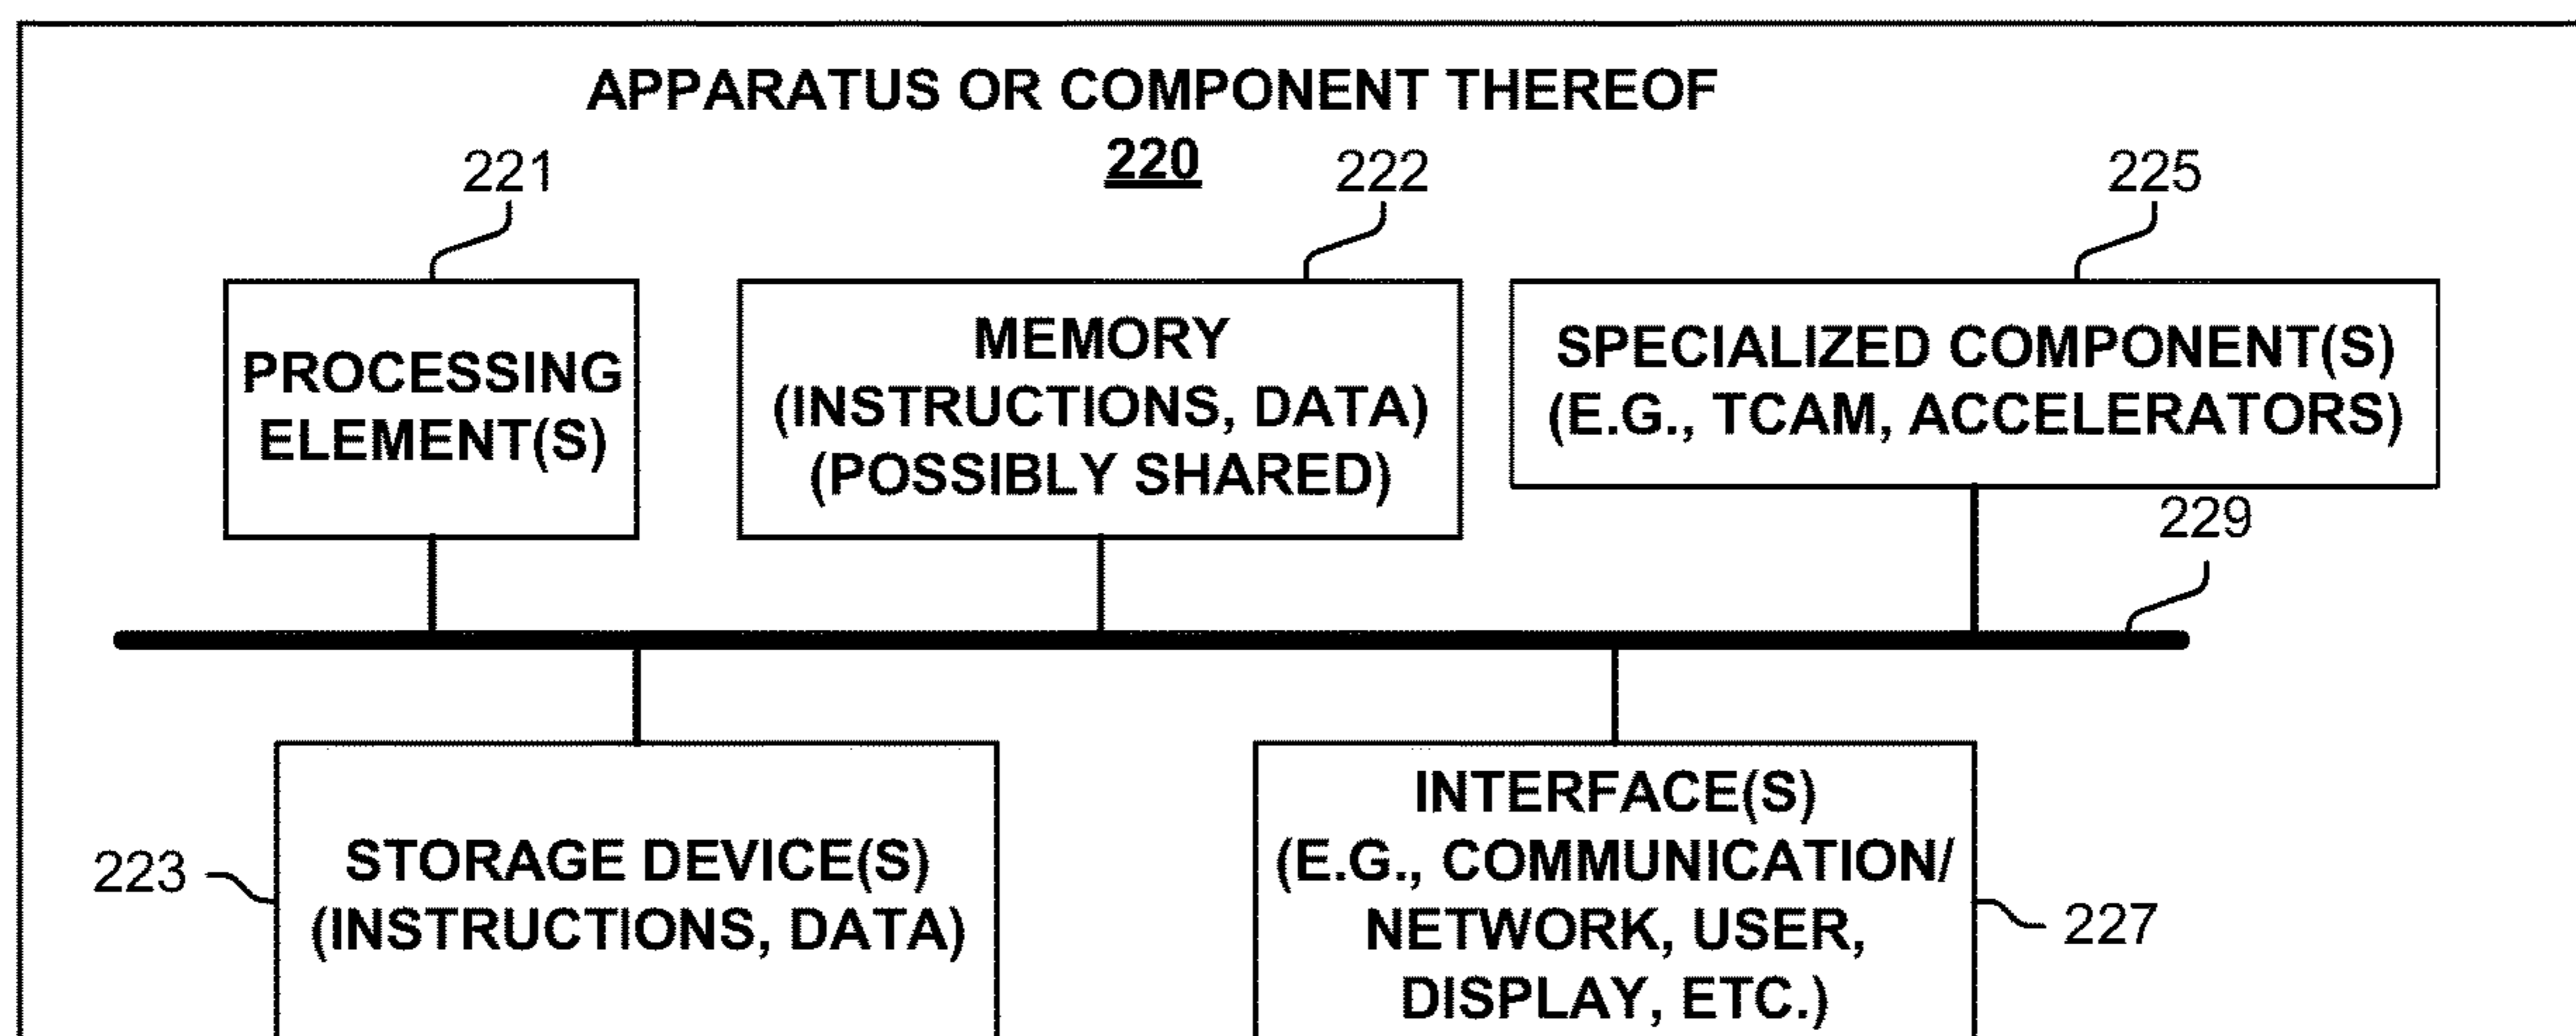 APPARATUS OR COMPONENT THEREOF
220
221
222
225
PROCESSING
ELEMENT(S)
MEMORY
(INSTRUCTIONS, DATA)
(POSSIBLY SHARED)
SPECIALIZED COMPONENT(S)
(E.G., TCAM, ACCELERATORS)
229
223
STORAGE DEVICE(S)
(INSTRUCTIONS, DATA)
INTERFACE(S)
(E.G., COMMUNICATION/
NETWORK, USER,
DISPLAY, ETC.)
227